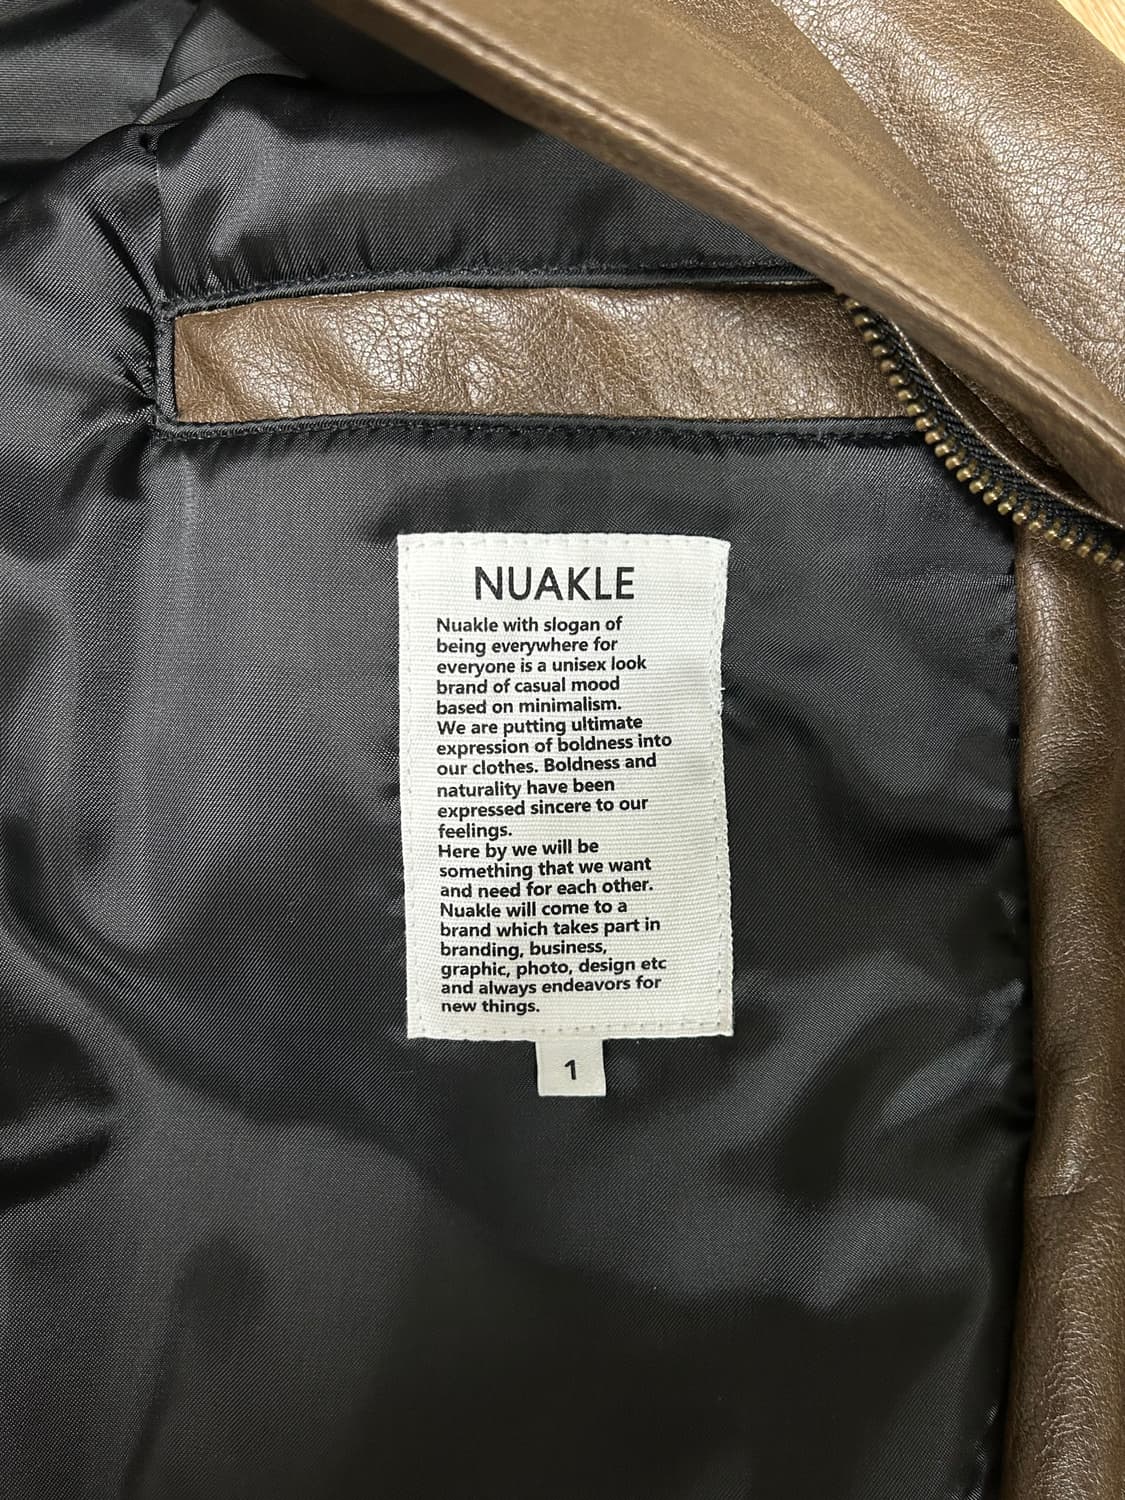 NUAKLE
Nuakle with slogan of
being everywhere for
everyone is a unisex look
brand of casual mood
based on minimalism.
We are putting ultimate
expression of boldness into
our clothes. Boldness and
naturality have been
expressed sincere to our
feelings.
Here by we will be
something that we want
and need for each other.
Nuakle will come to a
brand which takes part in
branding, business,
graphic, photo, design etc
and always endeavors for
new things.
1